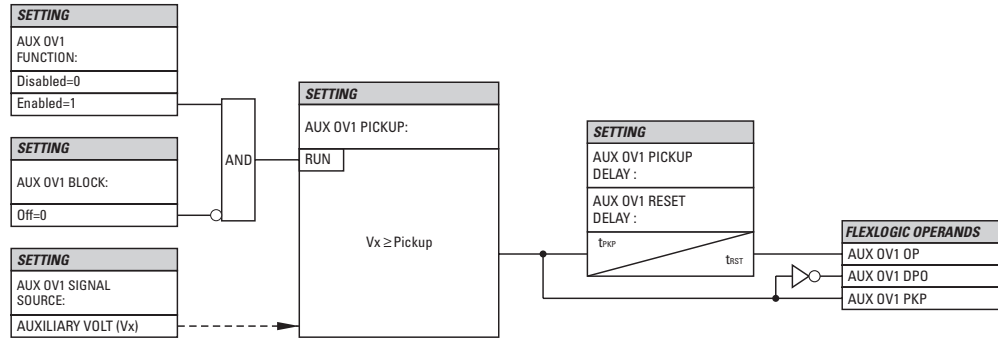 SETTING
AUX OV1
FUNCTION:
Disabled=0
Enabled=1
SETTING
AUX OV1 BLOCK:
Off=0
SETTING
AUX OV1 SIGNAL
SOURCE:
AUXILIARY VOLT (Vx)
AND
SETTING
AUX OV1 PICKUP:
RUN
Vx ≥ Pickup
SETTING
AUX OV1 PICKUP
DELAY :
AUX OV1 RESET
DELAY :
tPKP
tRST
FLEXLOGIC OPERANDS
AUX OV1 OP
AUX OV1 DPO
AUX OV1 PKP